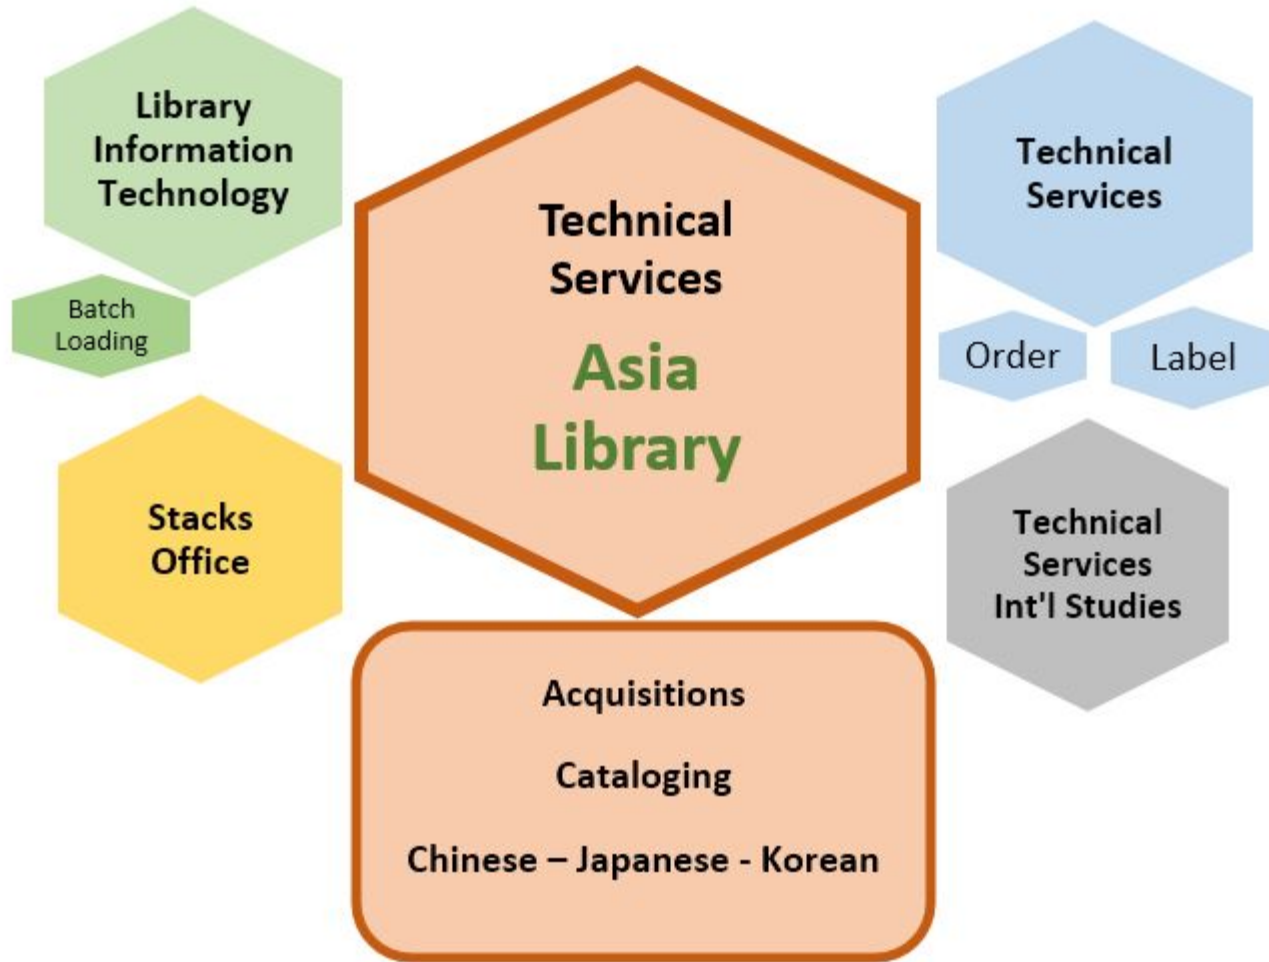 Library
Information
Technology
Batch
Loading
Stacks
Office
Technical
Services
Asia
Library
Acquisitions
Cataloging
Chinese – Japanese - Korean
Technical
Services
Order
Label
Technical
Services
Int'l Studies